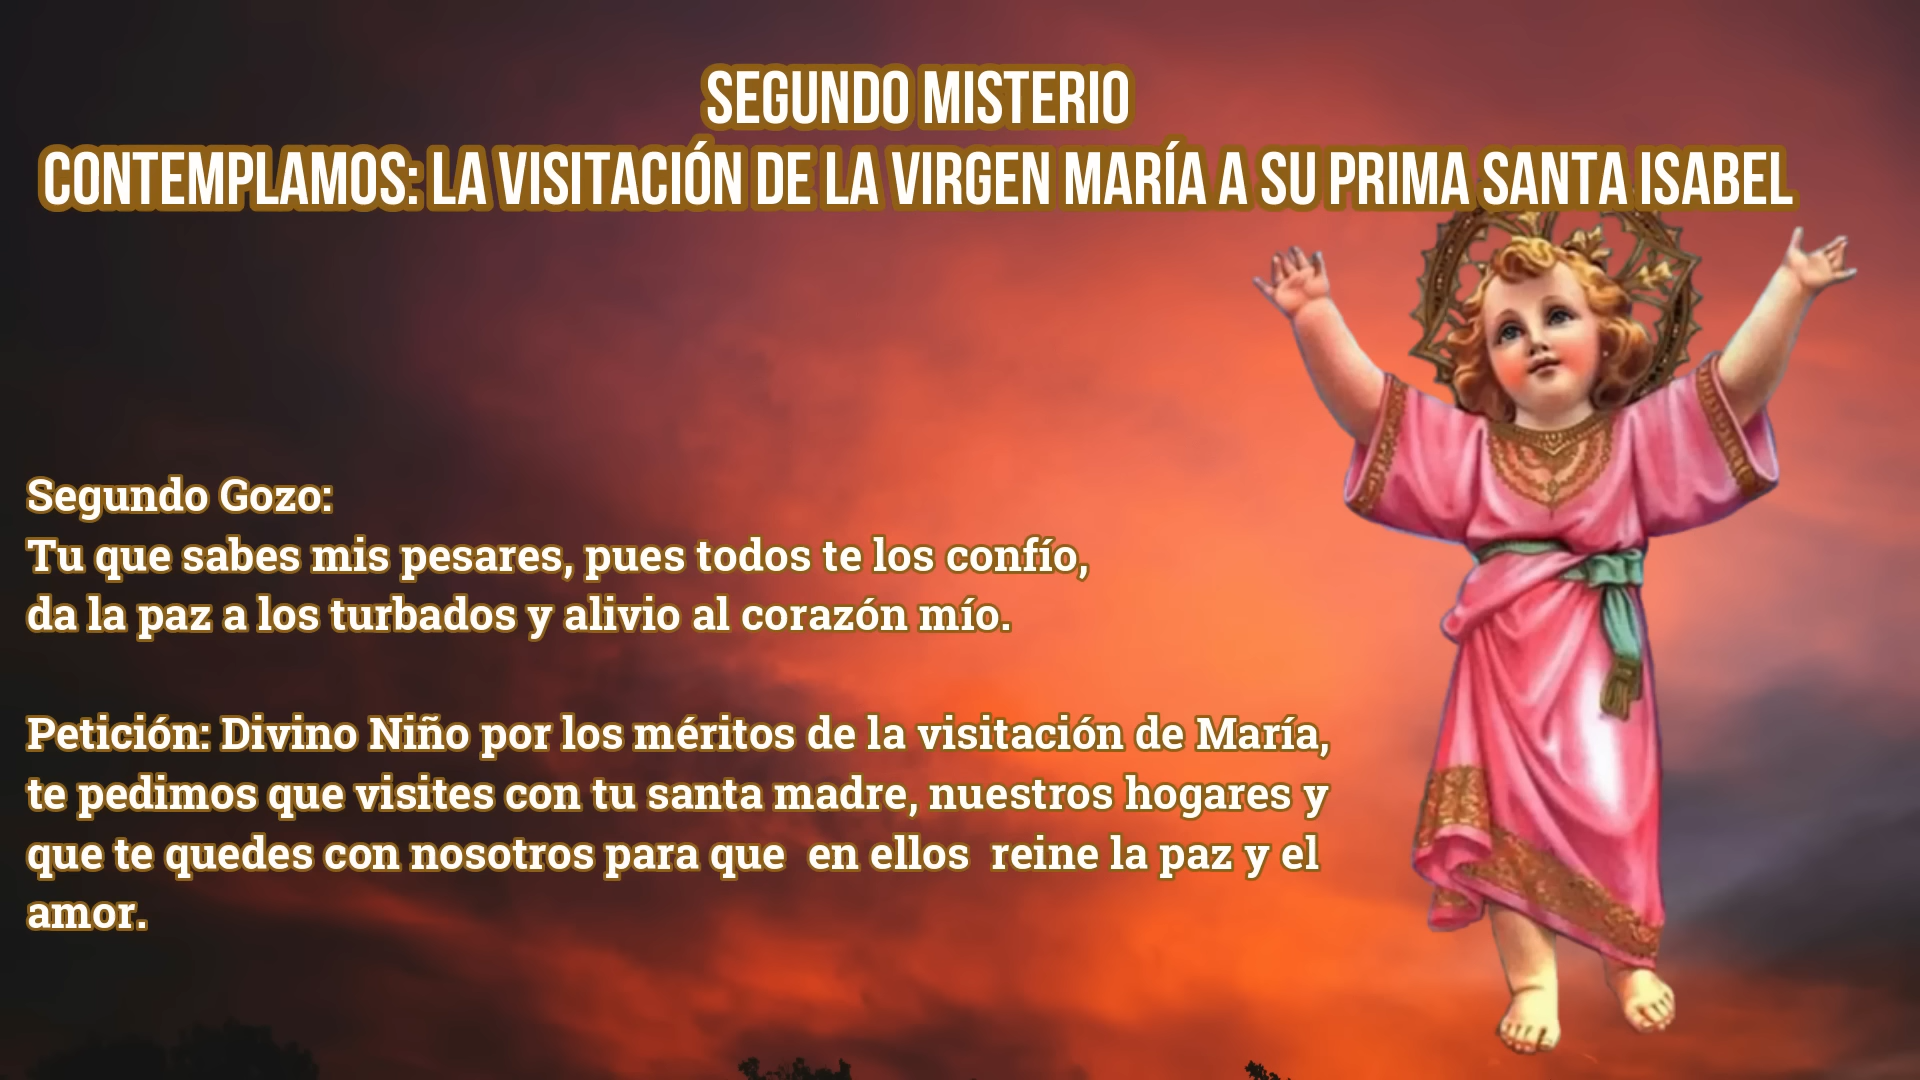 SEGUNDO MISTERIO
CONTEMPLAMOS: LA VISITACIÓN DE LA VIRGEN MARÍA A SU PRIMA SANTA ISABEL
Segundo Gozo:
Tu que sabes mis pesares, pues todos te los confío,
da la paz a los turbados y alivio al corazón mío.
Petición: Divino Niño por los méritos de la visitación de María,
te pedimos que visites con tu santa madre, nuestros hogares y
que te quedes con nosotros para que  en ellos  reine la paz y el
amor.